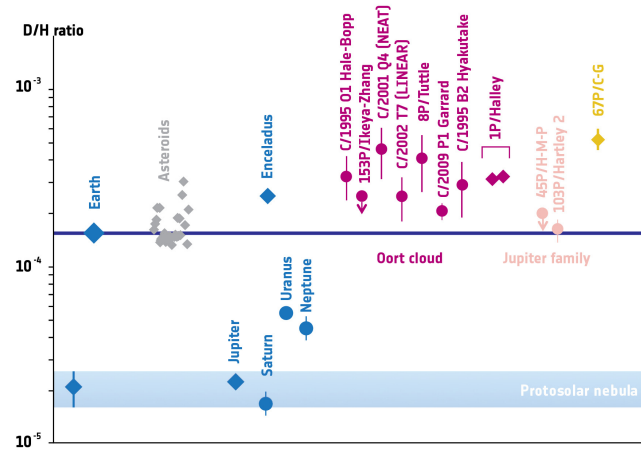 D/H ratio
10-3
10-4
10-5
Earth
Asteroids
Enceladus
Jupiter
Saturn
Uranus
Neptune
C/1995 O1 Hale-Bopp
153P/Ikeya-Zhang
C/2001 Q4 (NEAT)
C/2002 T7 (LINEAR)
8P/Tuttle
C/2009 P1 Garrard
C/1995 B2 Hyakutake
1P/Halley
45P/H-M-P
103P/Hartley 2
67P/C-G
Oort cloud
Jupiter family
Protosolar nebula